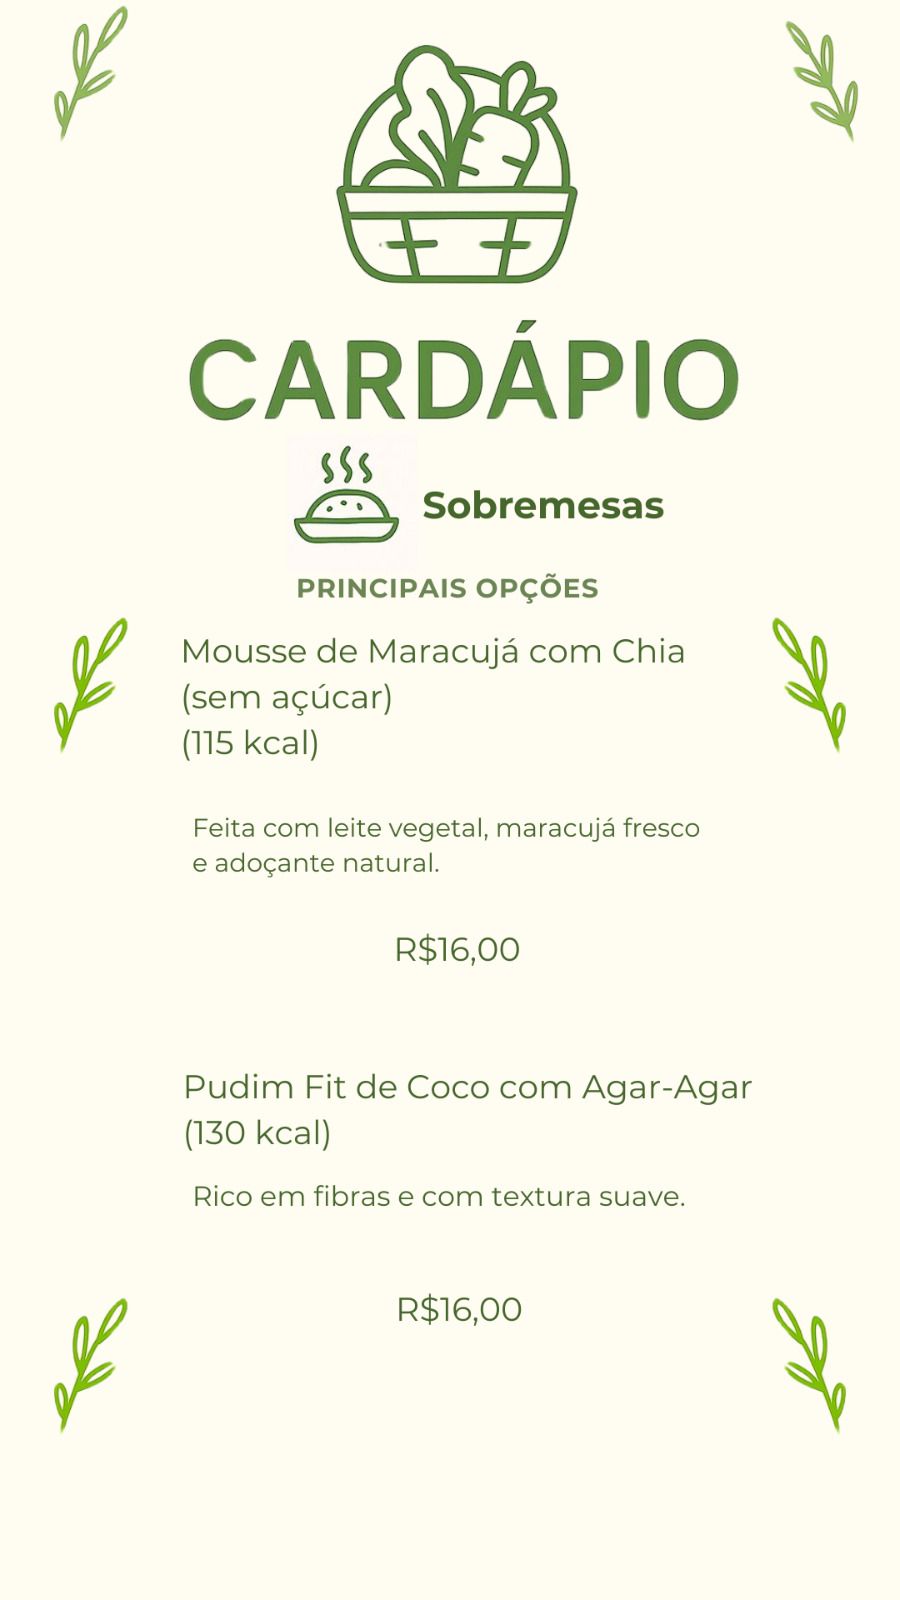 CARDÁPIO
Sobremesas
PRINCIPAIS OPÇÕES
Mousse de Maracujá com Chia
(sem açúcar)
(115 kcal)
Feita com leite vegetal, maracujá fresco
e adoçante natural.
R$16,00
Pudim Fit de Coco com Agar-Agar
(130 kcal)
Rico em fibras e com textura suave.
R$16,00